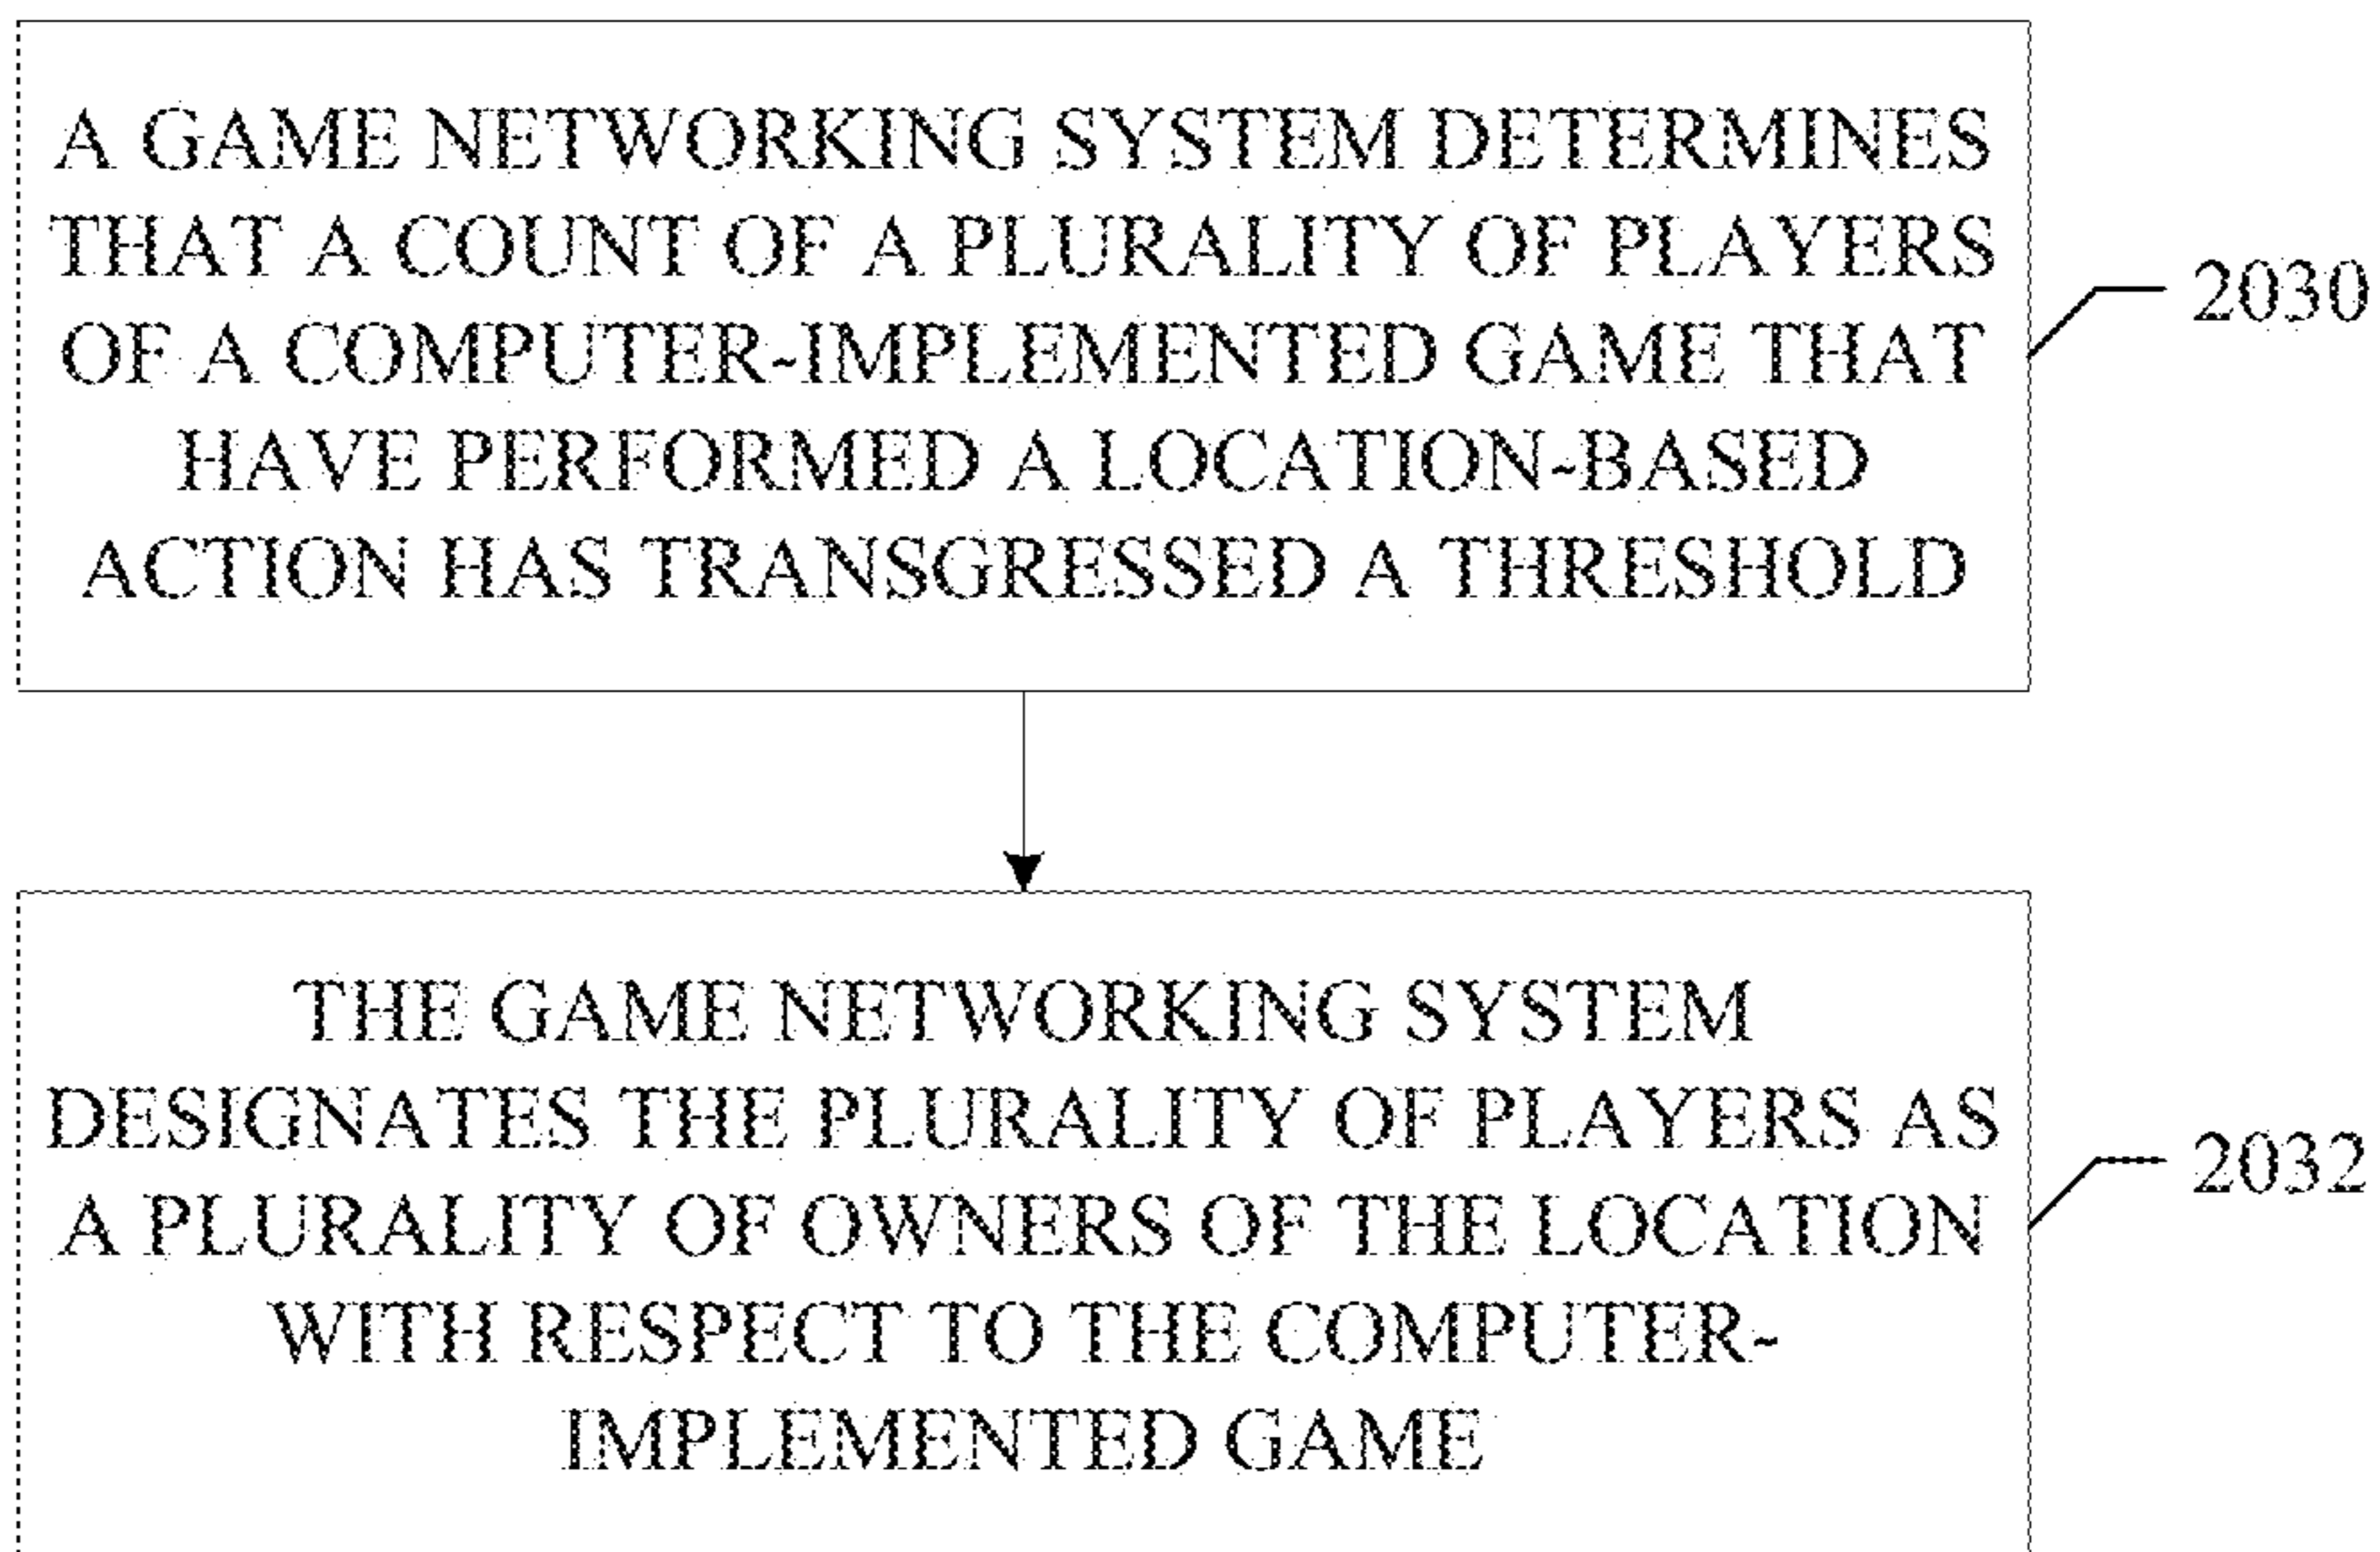 A GAME NETWORKING SYSTEM DETERMINES
THAT A COUNT OF A PLURALITY OF PLAYERS
OF A COMPUTER-IMPLEMENTED GAME THAT
HAVE PERFORMED A LOCATION-BASED
ACTION HAS TRANSGRESSED A THRESHOLD
2030
THE GAME NETWORKING SYSTEM
DESIGNATES THE PLURALITY OF PLAYERS AS
A PLURALITY OF OWNERS OF THE LOCATION
WITH RESPECT TO THE COMPUTER-
IMPLEMENTED GAME
2032